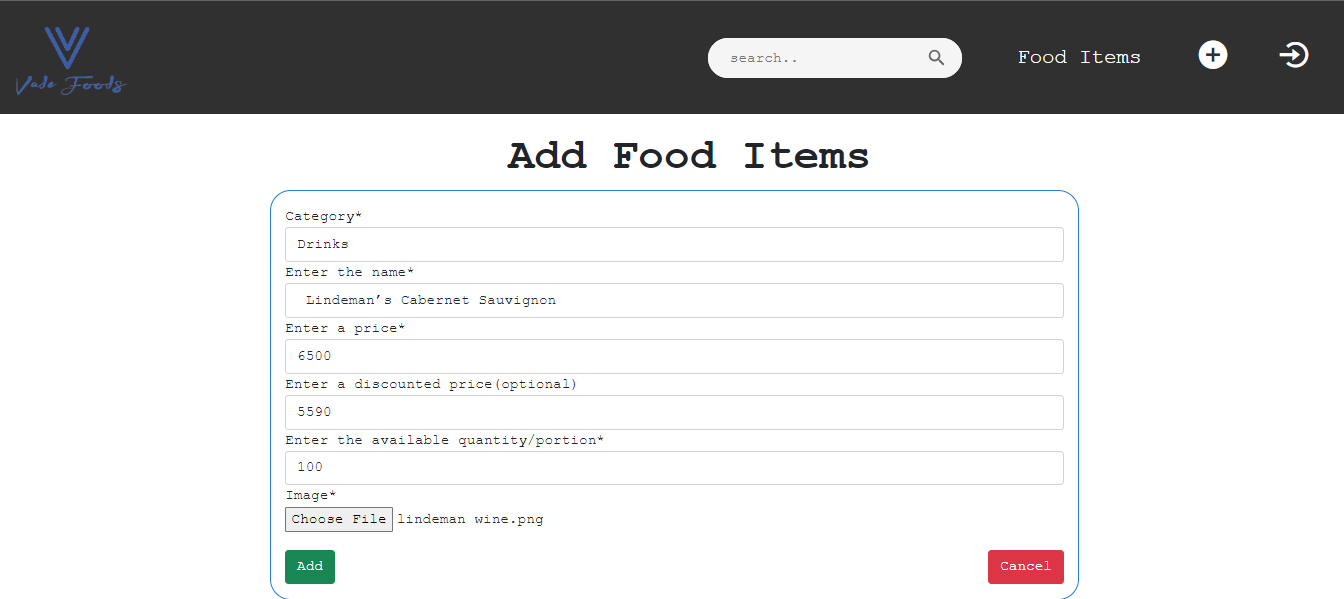 Vade Foods
search..
Food Items
Add Food Items
Category*
Drinks
Enter the name*
Lindeman’s Cabernet Sauvignon
Enter a price*
6500
Enter a discounted price(optional)
5590
Enter the available quantity/portion*
100
Image*
Choose File lindeman wine.png
Add Cancel